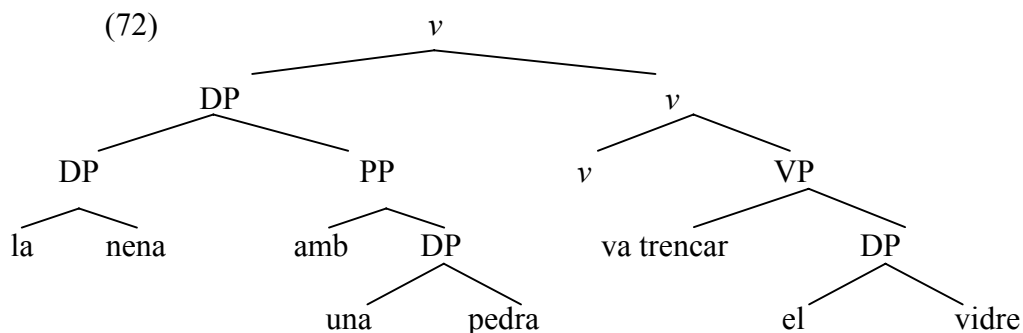 (72) v
DP v
DP PP v VP
la nena amb DP va trencar DP
una pedra el vidre